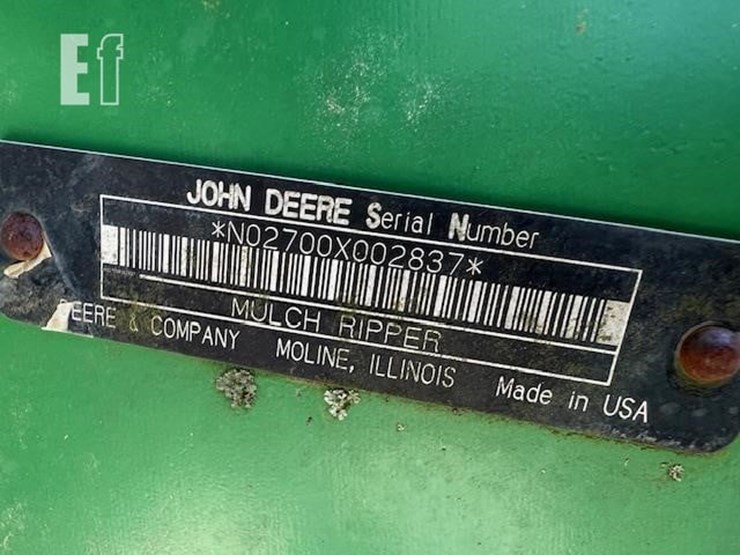 Ef
JOHN DEERE Serial Number
*N02700X002837*
MULCH RIPPER
DEERE & COMPANY MOLINE, ILLINOIS Made in USA